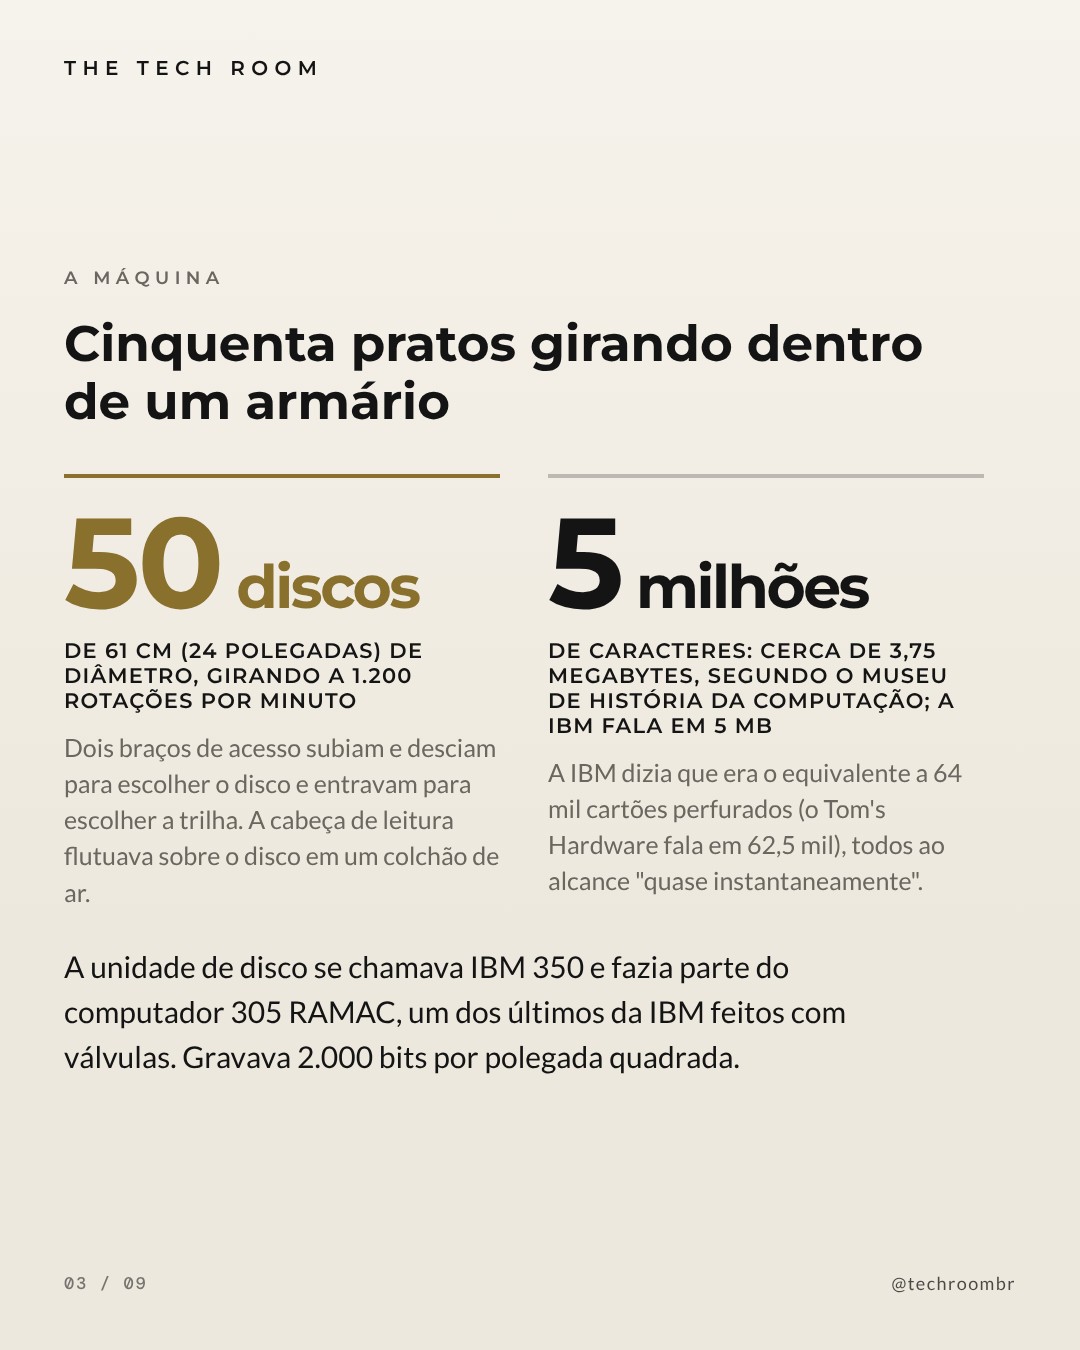 THE TECH ROOM
A MÁQUINA
Cinquenta pratos girando dentro
de um armário
50 discos
DE 61 CM (24 POLEGADAS) DE
DIÂMETRO, GIRANDO A 1.200
ROTAÇÕES POR MINUTO
Dois braços de acesso subiam e desciam
para escolher o disco e entravam para
escolher a trilha. A cabeça de leitura
flutuava sobre o disco em um colchão de
ar.
5 milhões
DE CARACTERES: CERCA DE 3,75
MEGABYTES, SEGUNDO O MUSEU
DE HISTÓRIA DA COMPUTAÇÃO; A
IBM FALA EM 5 MB
A IBM dizia que era o equivalente a 64
mil cartões perfurados (o Tom's
Hardware fala em 62,5 mil), todos ao
alcance "quase instantaneamente".
A unidade de disco se chamava IBM 350 e fazia parte do
computador 305 RAMAC, um dos últimos da IBM feitos com
válvulas. Gravava 2.000 bits por polegada quadrada.
03 / 09
@techroombr